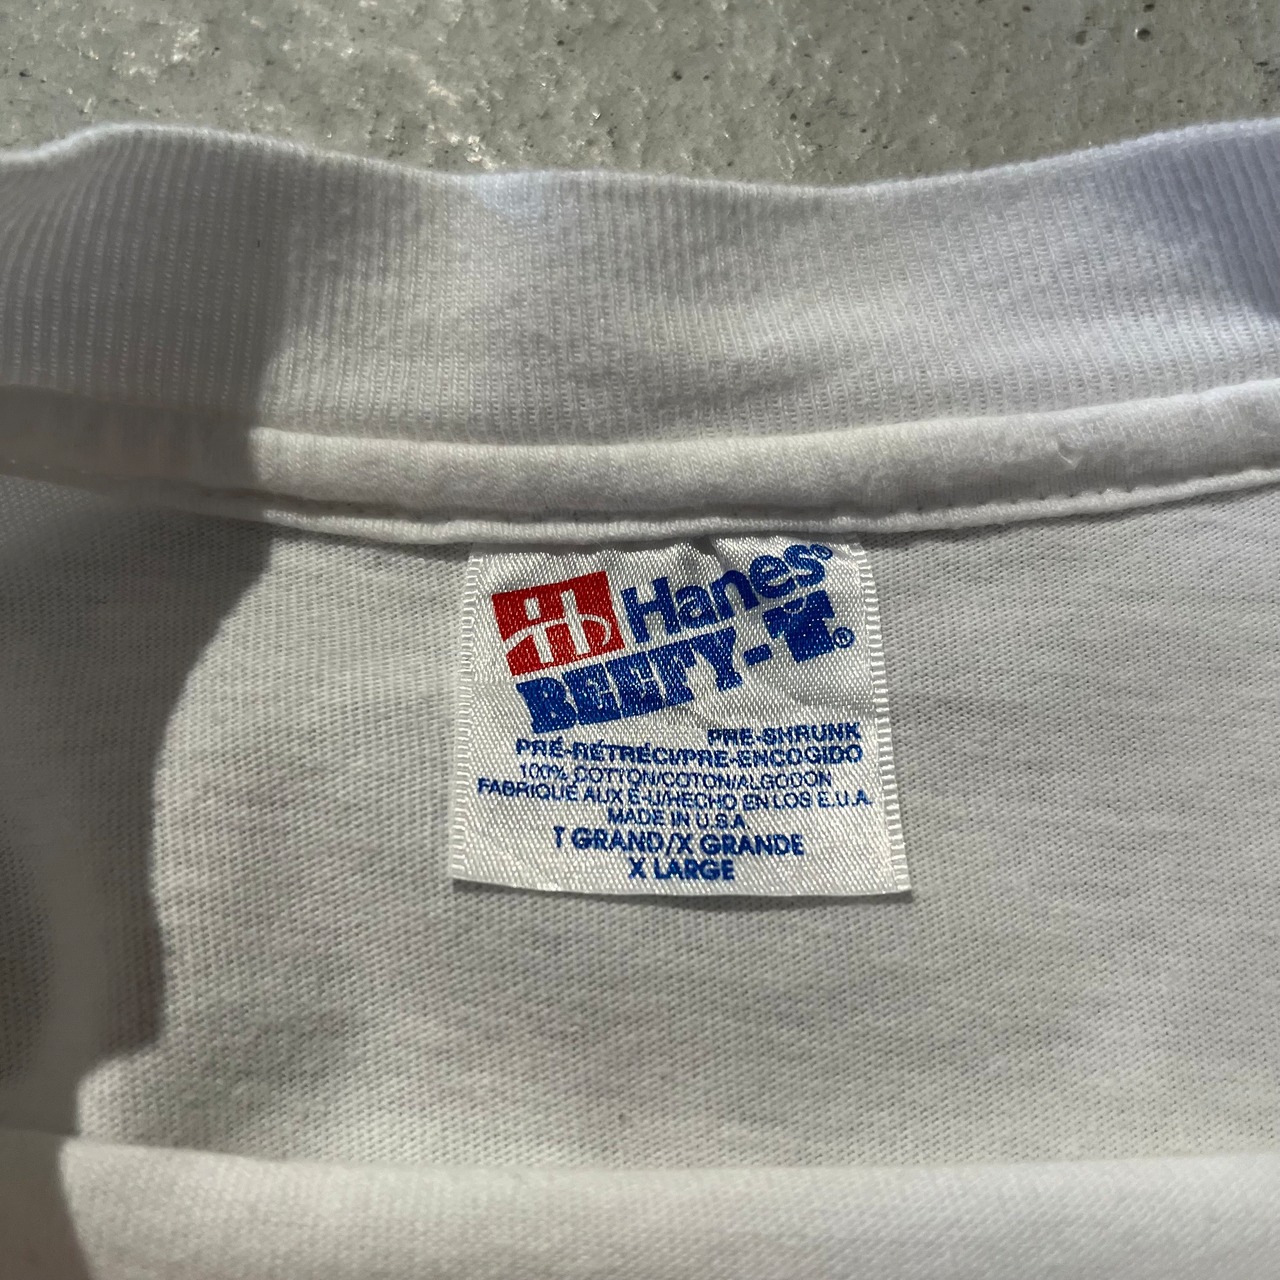 Hanes®
BEEFY-T®
PRE-SHRUNK
PRÉ-RÉTRÉCI/PRE-ENCOGIDO
100% COTTON/COTON/ALGODON
FABRIQUÉ AUX É-U/HECHO EN LOS E.U.A.
MADE IN U.S.A.
T GRAND/X GRANDE
X LARGE